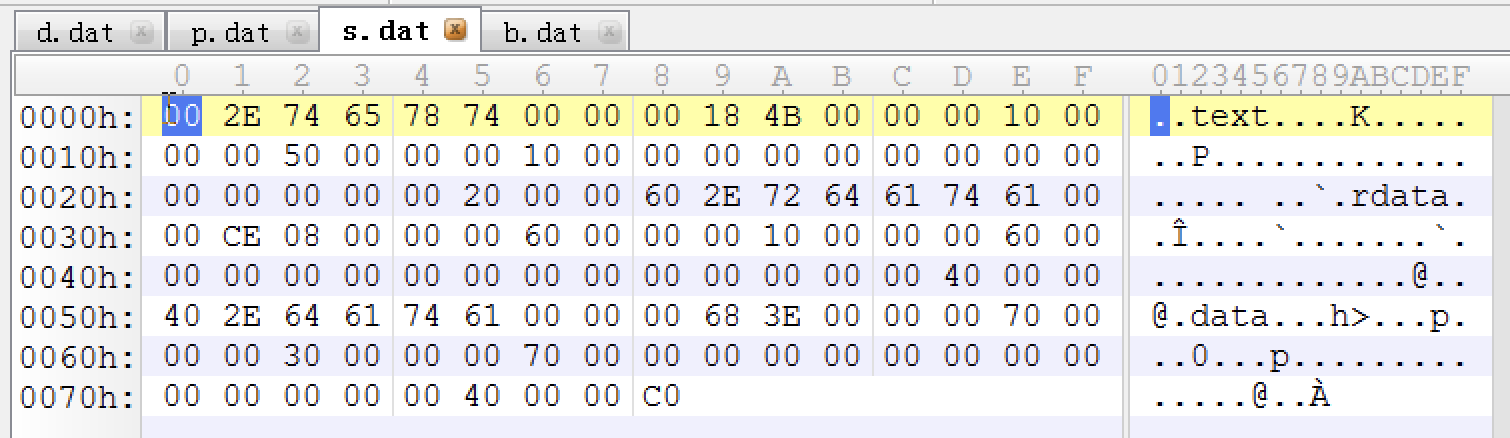 d.dat p.dat s.dat b.dat
0 1 2 3 4 5 6 7 8 9 A B C D E F 0123456789ABCDEF
0000h: 00 2E 74 65 78 74 00 00 00 18 4B 00 00 00 10 00 ..text....K.....
0010h: 00 00 50 00 00 00 10 00 00 00 00 00 00 00 00 00 ..P.............
0020h: 00 00 00 00 00 20 00 00 60 2E 72 64 61 74 61 00 ..... ..`.rdata.
0030h: 00 CE 08 00 00 00 60 00 00 00 10 00 00 00 60 00 .Î....`.......`.
0040h: 00 00 00 00 00 00 00 00 00 00 00 00 00 40 00 00 .............@..
0050h: 40 2E 64 61 74 61 00 00 00 68 3E 00 00 00 70 00 @.data...h>...p.
0060h: 00 00 30 00 00 00 70 00 00 00 00 00 00 00 00 00 ..0...p.........
0070h: 00 00 00 00 00 40 00 00 C0 .....@..À